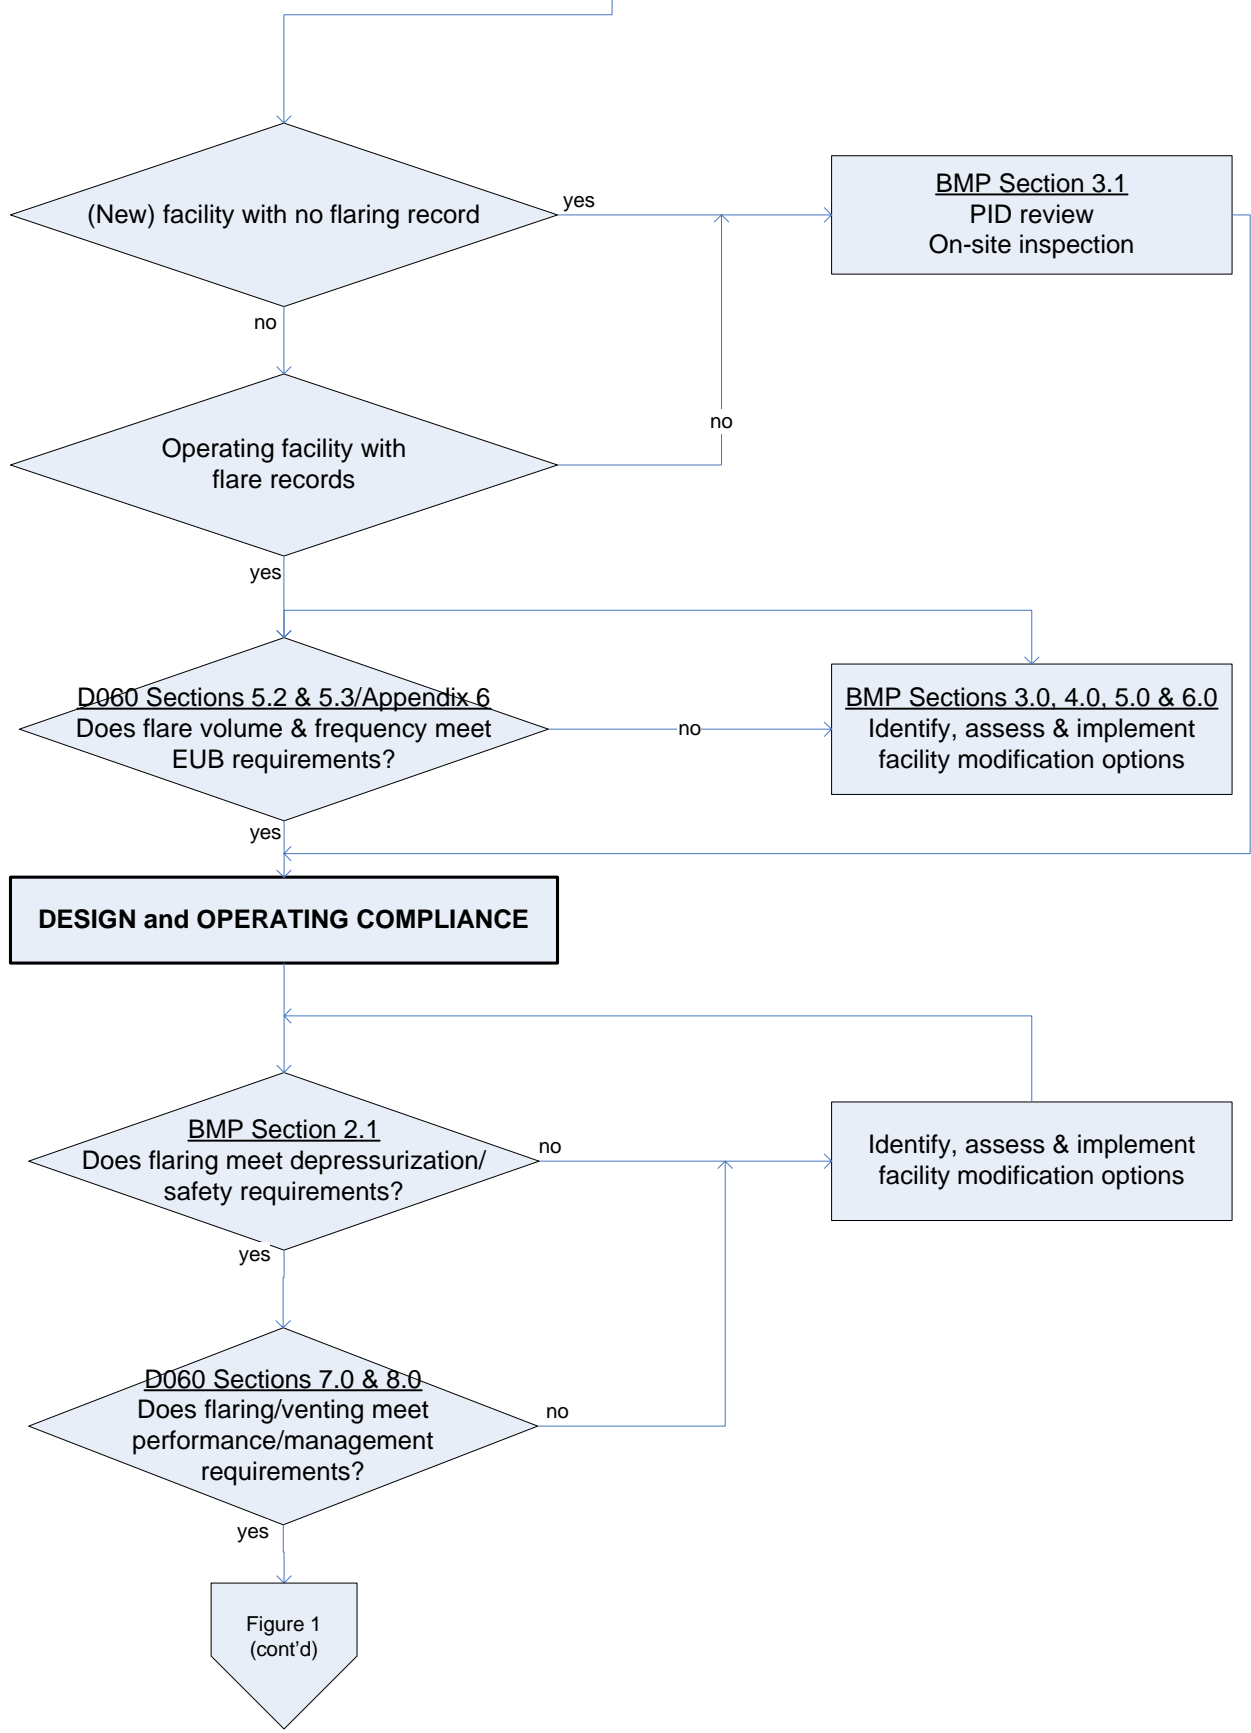 (New) facility with no flaring record
yes
BMP Section 3.1
PID review
On-site inspection
no
Operating facility with
flare records
no
yes
D060 Sections 5.2 & 5.3/Appendix 6
Does flare volume & frequency meet
EUB requirements?
no
BMP Sections 3.0, 4.0, 5.0 & 6.0
Identify, assess & implement
facility modification options
yes
DESIGN and OPERATING COMPLIANCE
BMP Section 2.1
Does flaring meet depressurization/
safety requirements?
no
Identify, assess & implement
facility modification options
yes
D060 Sections 7.0 & 8.0
Does flaring/venting meet
performance/management
requirements?
no
yes
Figure 1
(cont’d)